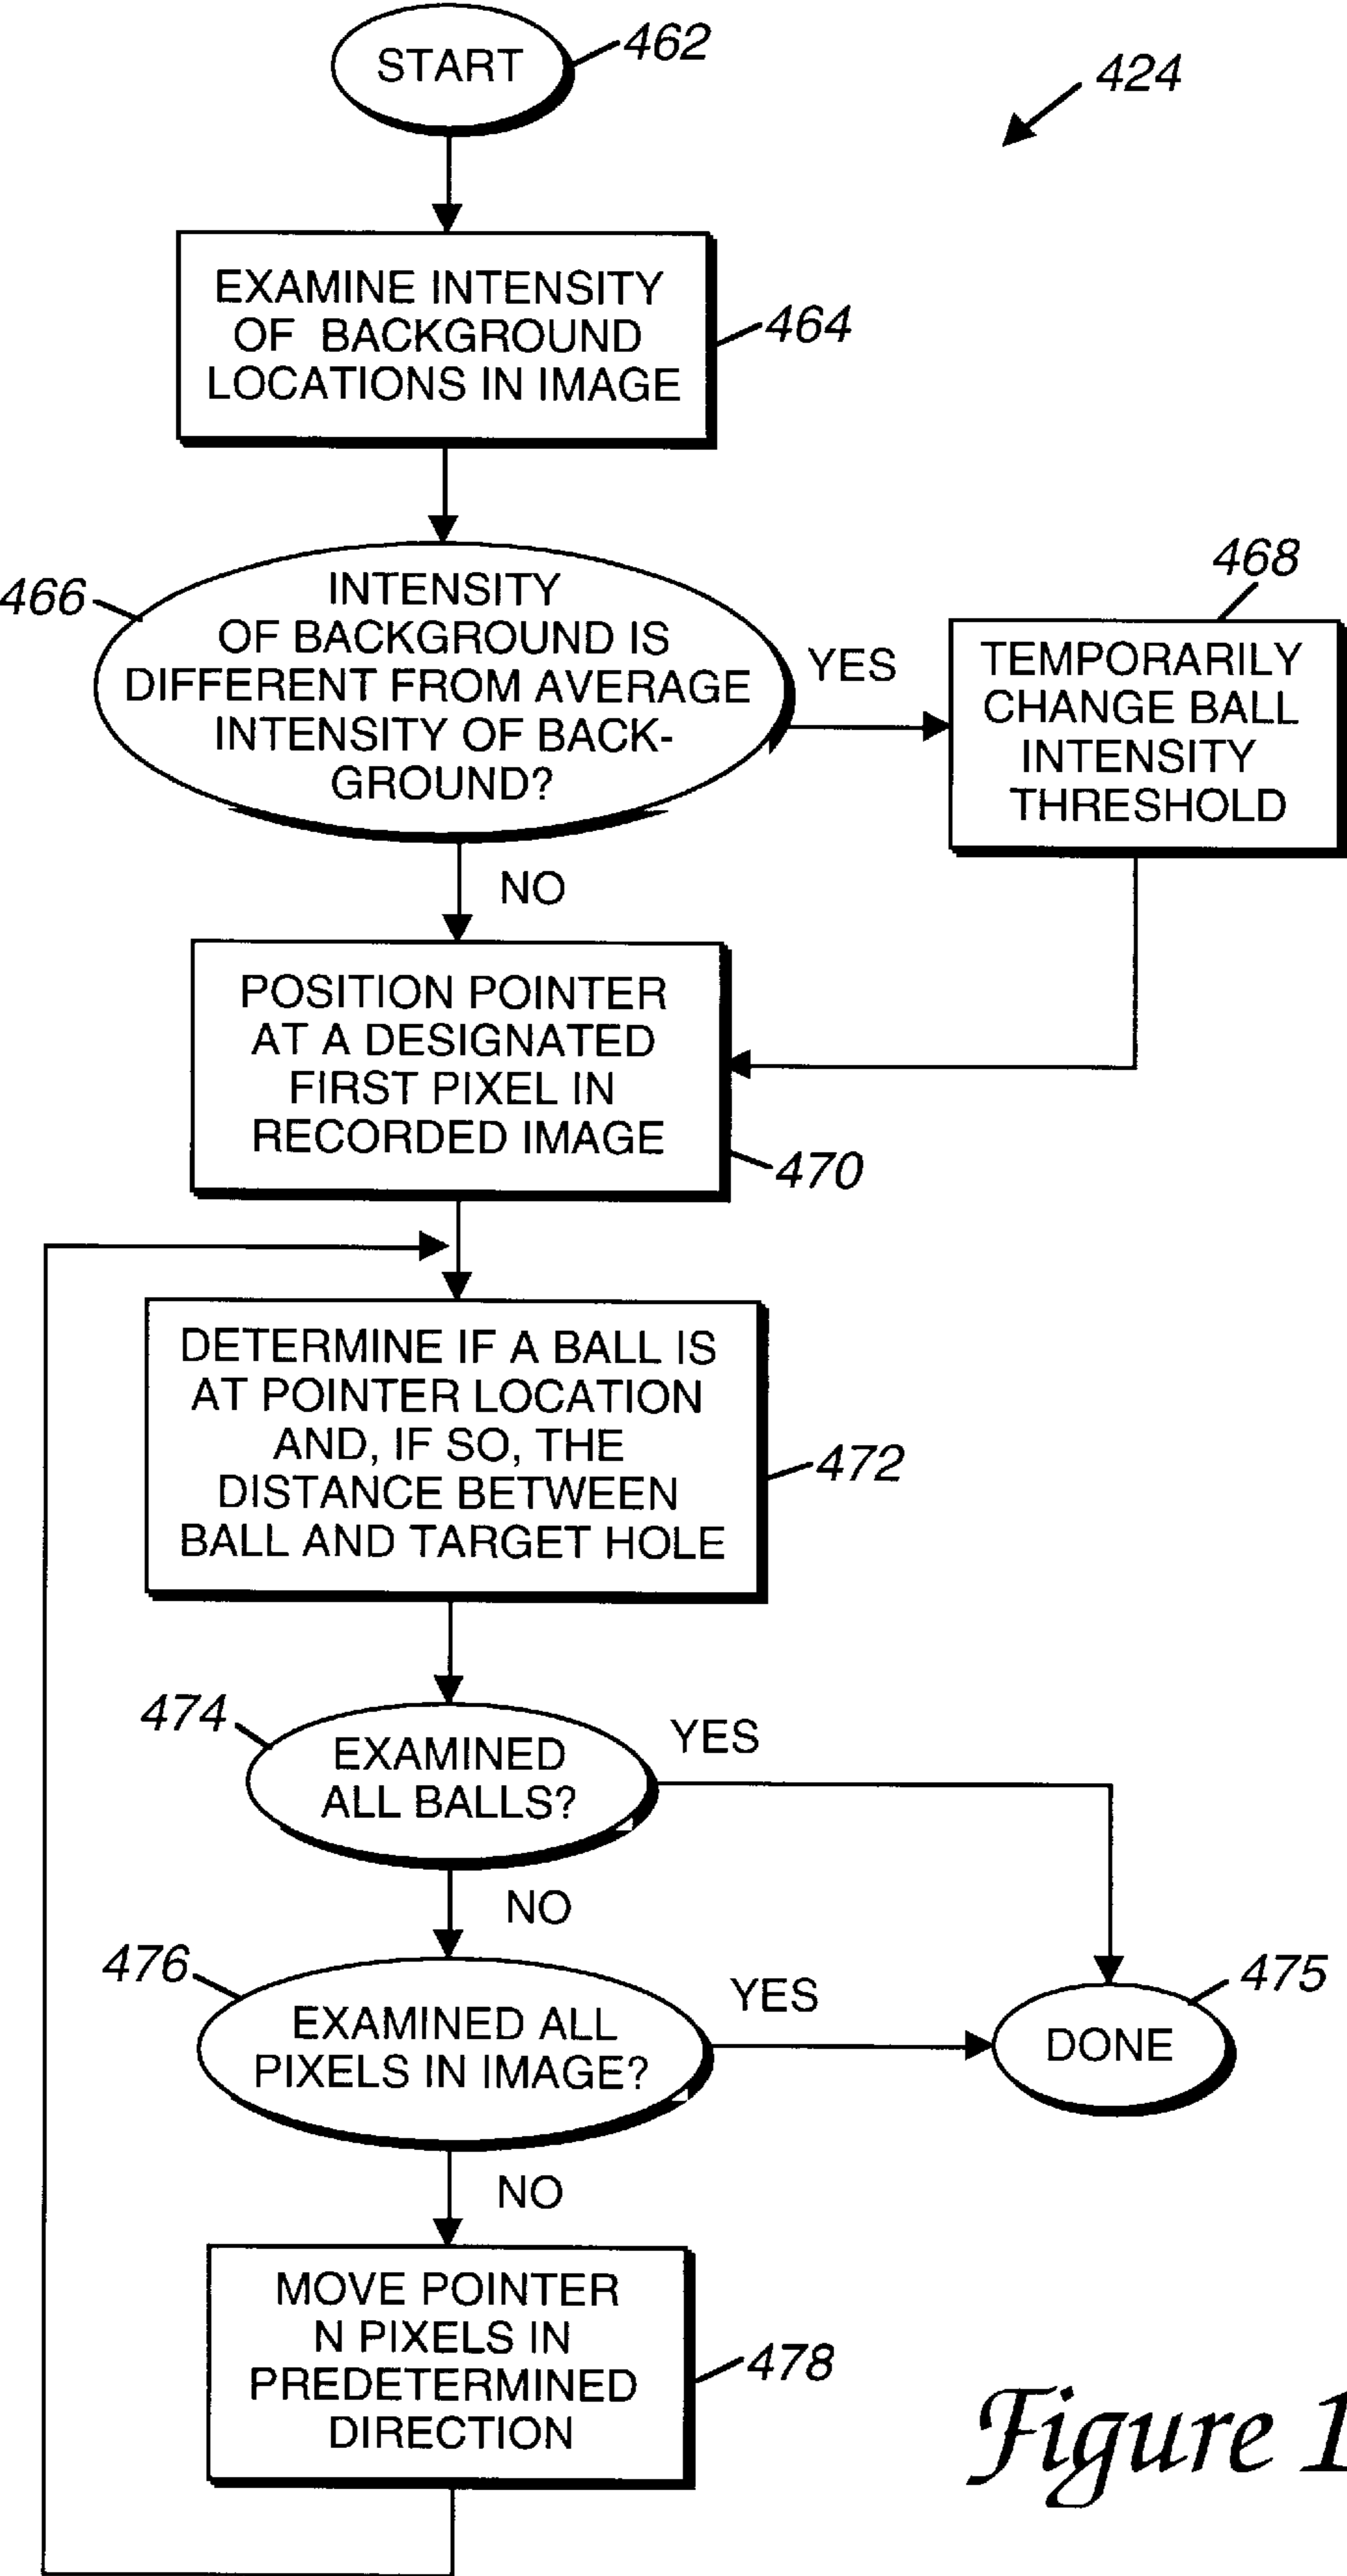 START
462
424
EXAMINE INTENSITY
OF BACKGROUND
LOCATIONS IN IMAGE
464
466
INTENSITY
OF BACKGROUND IS
DIFFERENT FROM AVERAGE
INTENSITY OF BACK-
GROUND?
YES
468
TEMPORARILY
CHANGE BALL
INTENSITY
THRESHOLD
NO
POSITION POINTER
AT A DESIGNATED
FIRST PIXEL IN
RECORDED IMAGE
470
DETERMINE IF A BALL IS
AT POINTER LOCATION
AND, IF SO, THE
DISTANCE BETWEEN
BALL AND TARGET HOLE
472
474
EXAMINED
ALL BALLS?
YES
NO
476
EXAMINED ALL
PIXELS IN IMAGE?
YES
475
DONE
NO
MOVE POINTER
N PIXELS IN
PREDETERMINED
DIRECTION
478
Figure 1